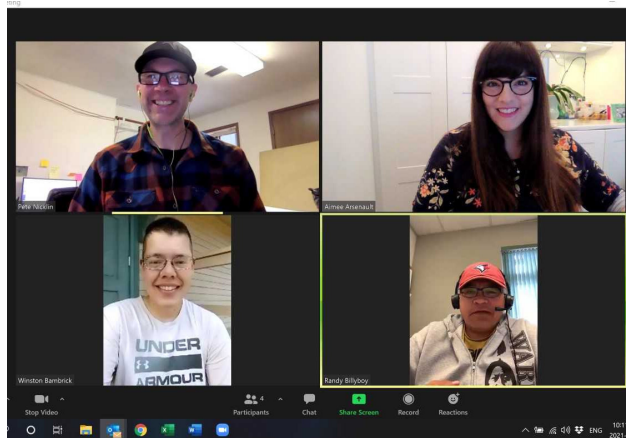 Pete Nicklin
Aimee Arsenault
UNDER
ARMOUR
Winston Bambrick
Randy Billyboy
4
Stop Video
Participants
Chat
Share Screen
Record
Reactions
ENG